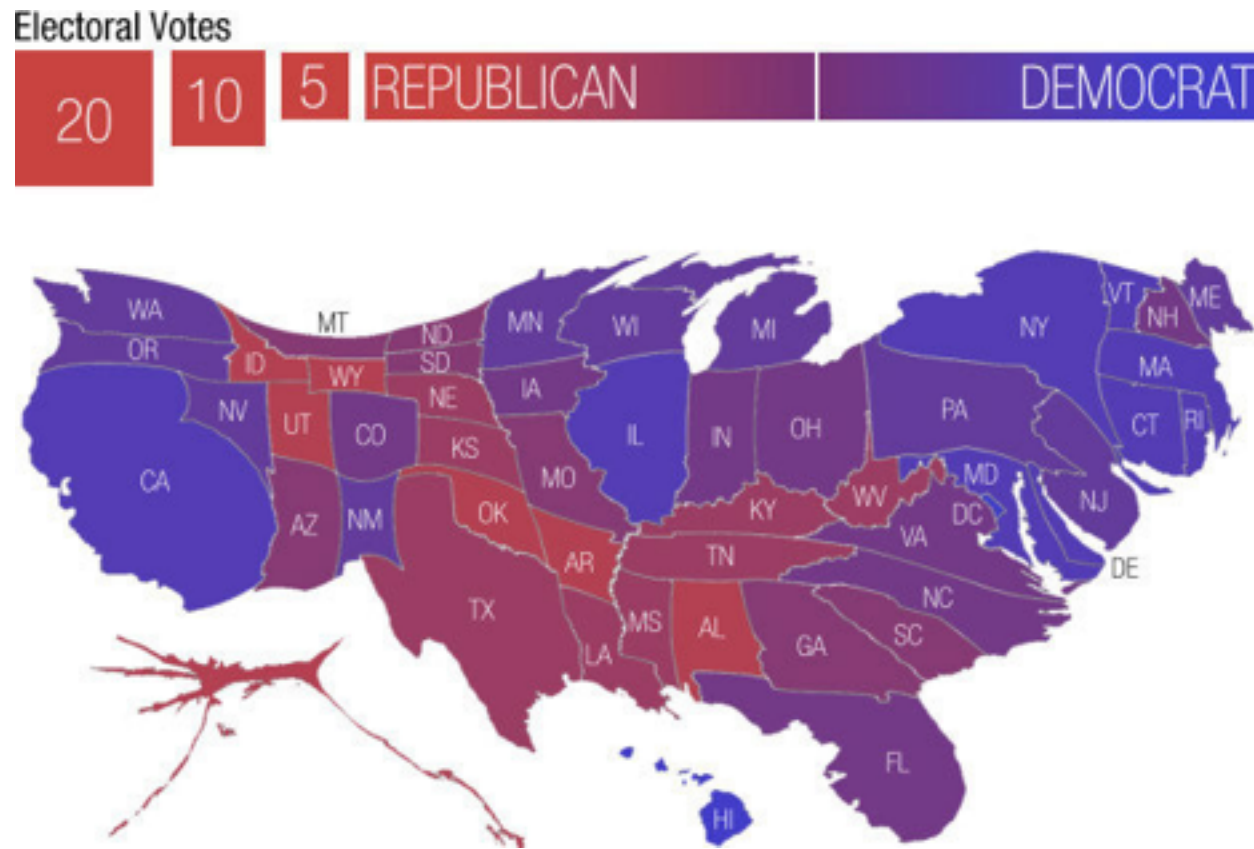 Electoral Votes
20 10 5 REPUBLICAN DEMOCRAT
WA MT ND MN WI MI NY VT NH ME
OR ID WY SD IA MA
NV UT CO NE IL IN OH PA CT RI
CA KS MO MD
AZ NM OK KY WV DC NJ
AR TN VA DE
TX LA MS AL GA SC NC
FL
HI